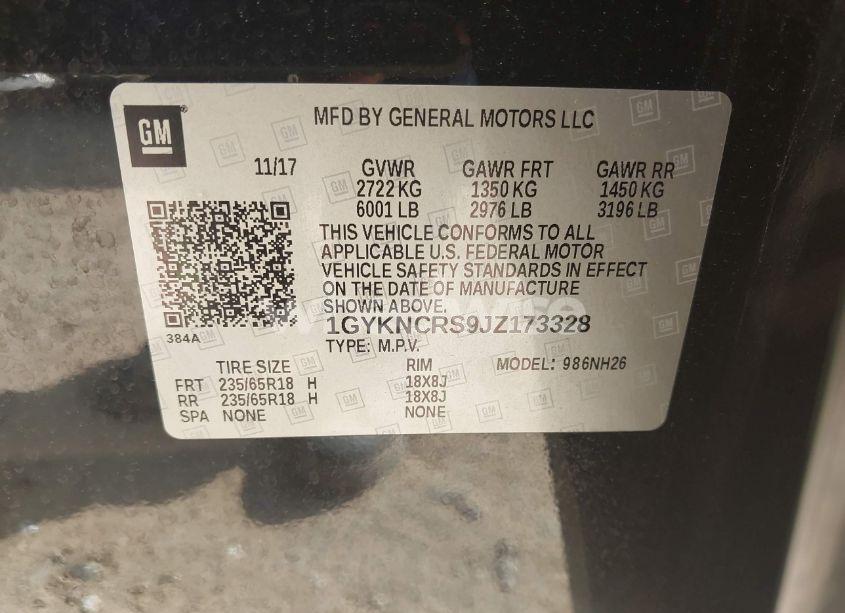 GM
MFD BY GENERAL MOTORS LLC
11/17 GVWR GAWR FRT GAWR RR
2722 KG 1350 KG 1450 KG
6001 LB 2976 LB 3196 LB
THIS VEHICLE CONFORMS TO ALL
APPLICABLE U.S. FEDERAL MOTOR
VEHICLE SAFETY STANDARDS IN EFFECT
ON THE DATE OF MANUFACTURE
SHOWN ABOVE.
1GYKNCRS9JZ173328
384A
TYPE: M.P.V.
TIRE SIZE RIM MODEL: 986NH26
FRT 235/65R18 H 18X8J
RR 235/65R18 H 18X8J
SPA NONE NONE